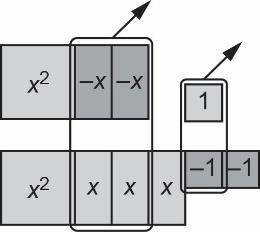 x² –x –x
1
x² x x x –1 –1